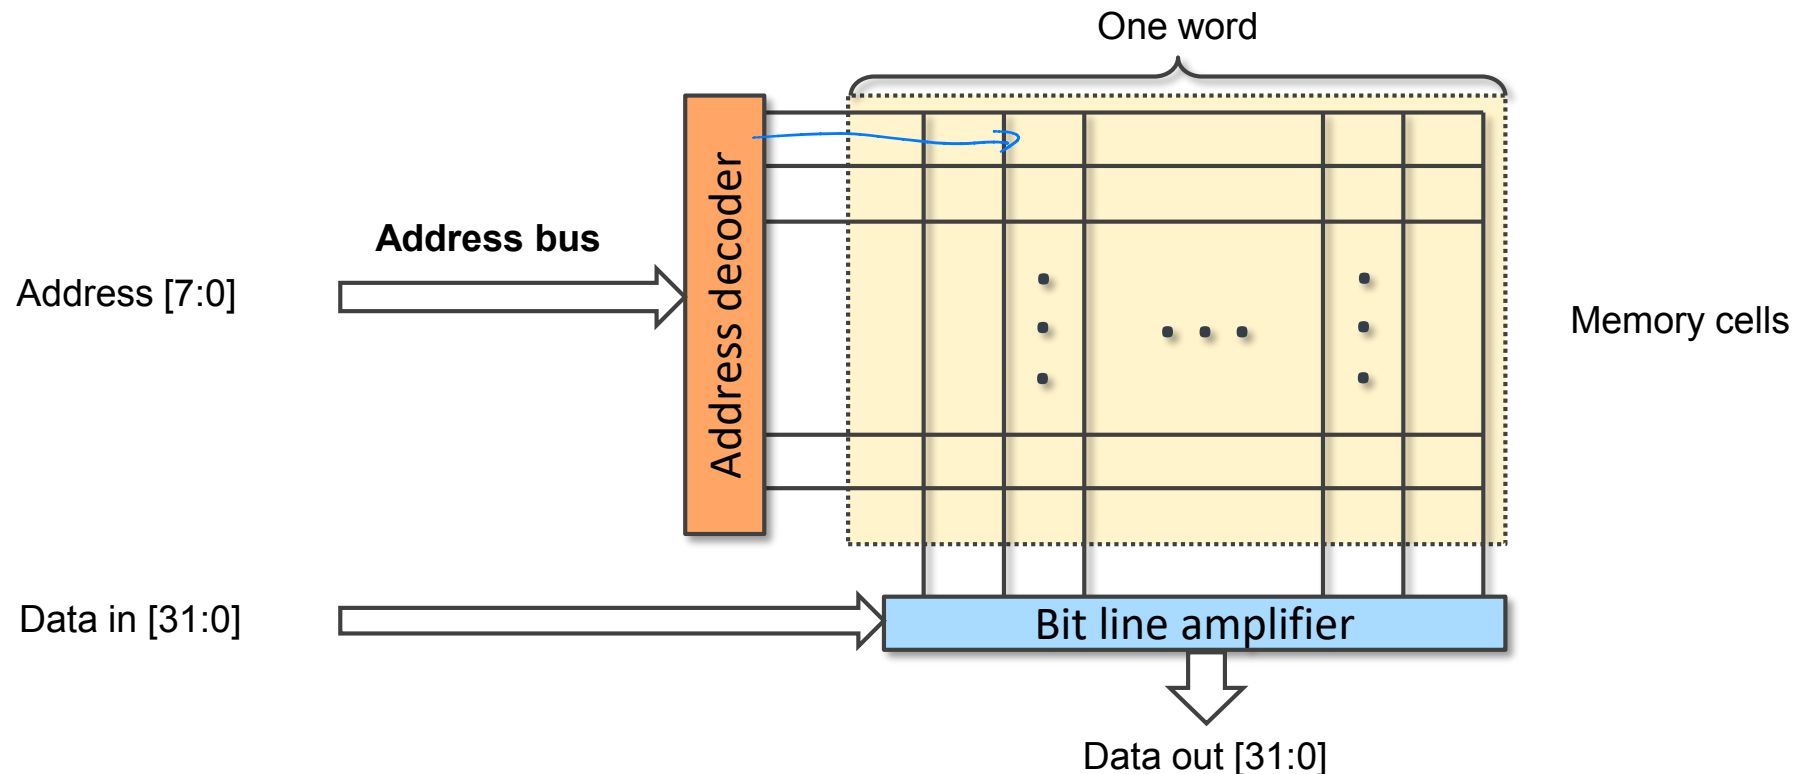 One word
Address decoder
Address bus
Address [7:0]
Memory cells
Data in [31:0]
Bit line amplifier
Data out [31:0]